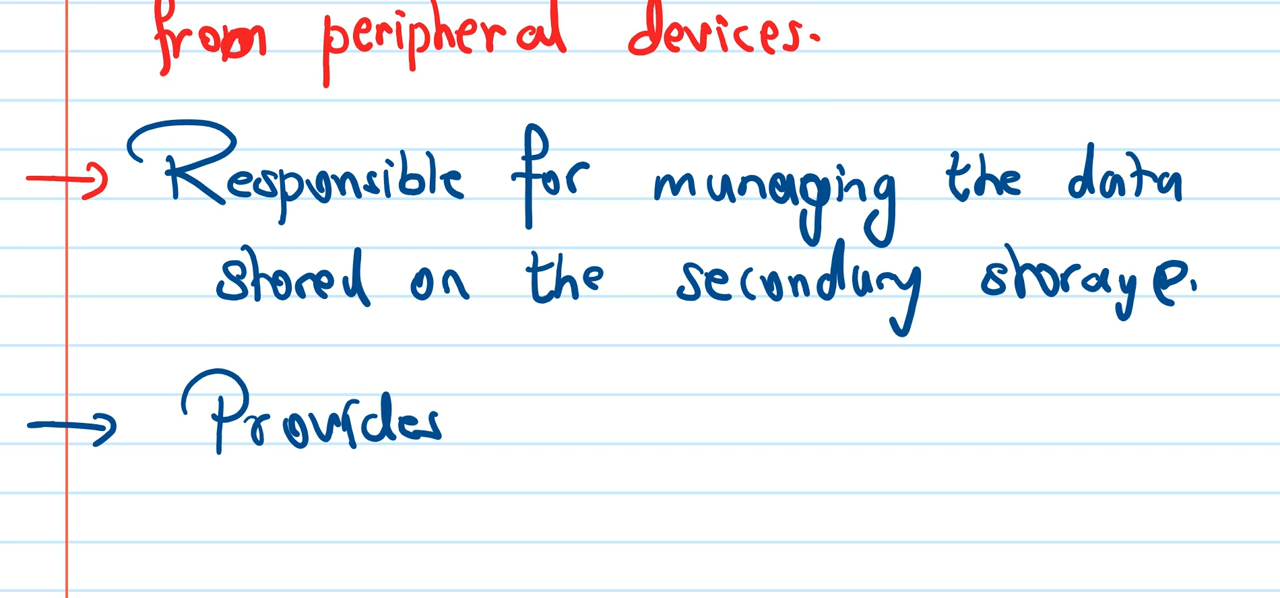 from peripheral devices.
→ Responsible for managing the data
stored on the secondary storage.
→ Provides